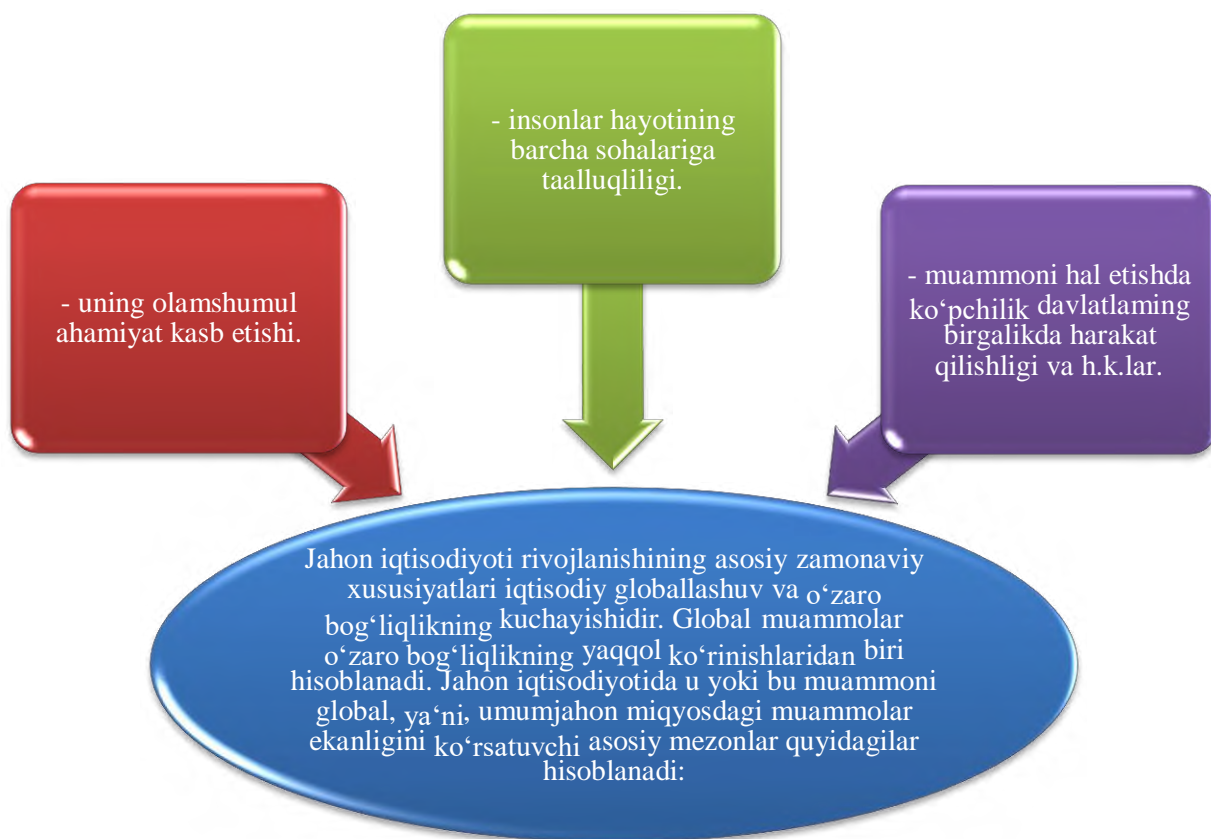 - uning olamshumul
ahamiyat kasb etishi.
- insonlar hayotining
barcha sohalariga
taalluqliligi.
- muammoni hal etishda
ko‘pchilik davlatlaming
birgalikda harakat
qilishligi va h.k.lar.
Jahon iqtisodiyoti rivojlanishining asosiy zamonaviy
xususiyatlari iqtisodiy globallashuv va o‘zaro
bog‘liqlikning kuchayishidir. Global muammolar
o‘zaro bog‘liqlikning yaqqol ko‘rinishlaridan biri
hisoblanadi. Jahon iqtisodiyotida u yoki bu muammoni
global, ya‘ni, umumjahon miqyosdagi muammolar
ekanligini ko‘rsatuvchi asosiy mezonlar quyidagilar
hisoblanadi: